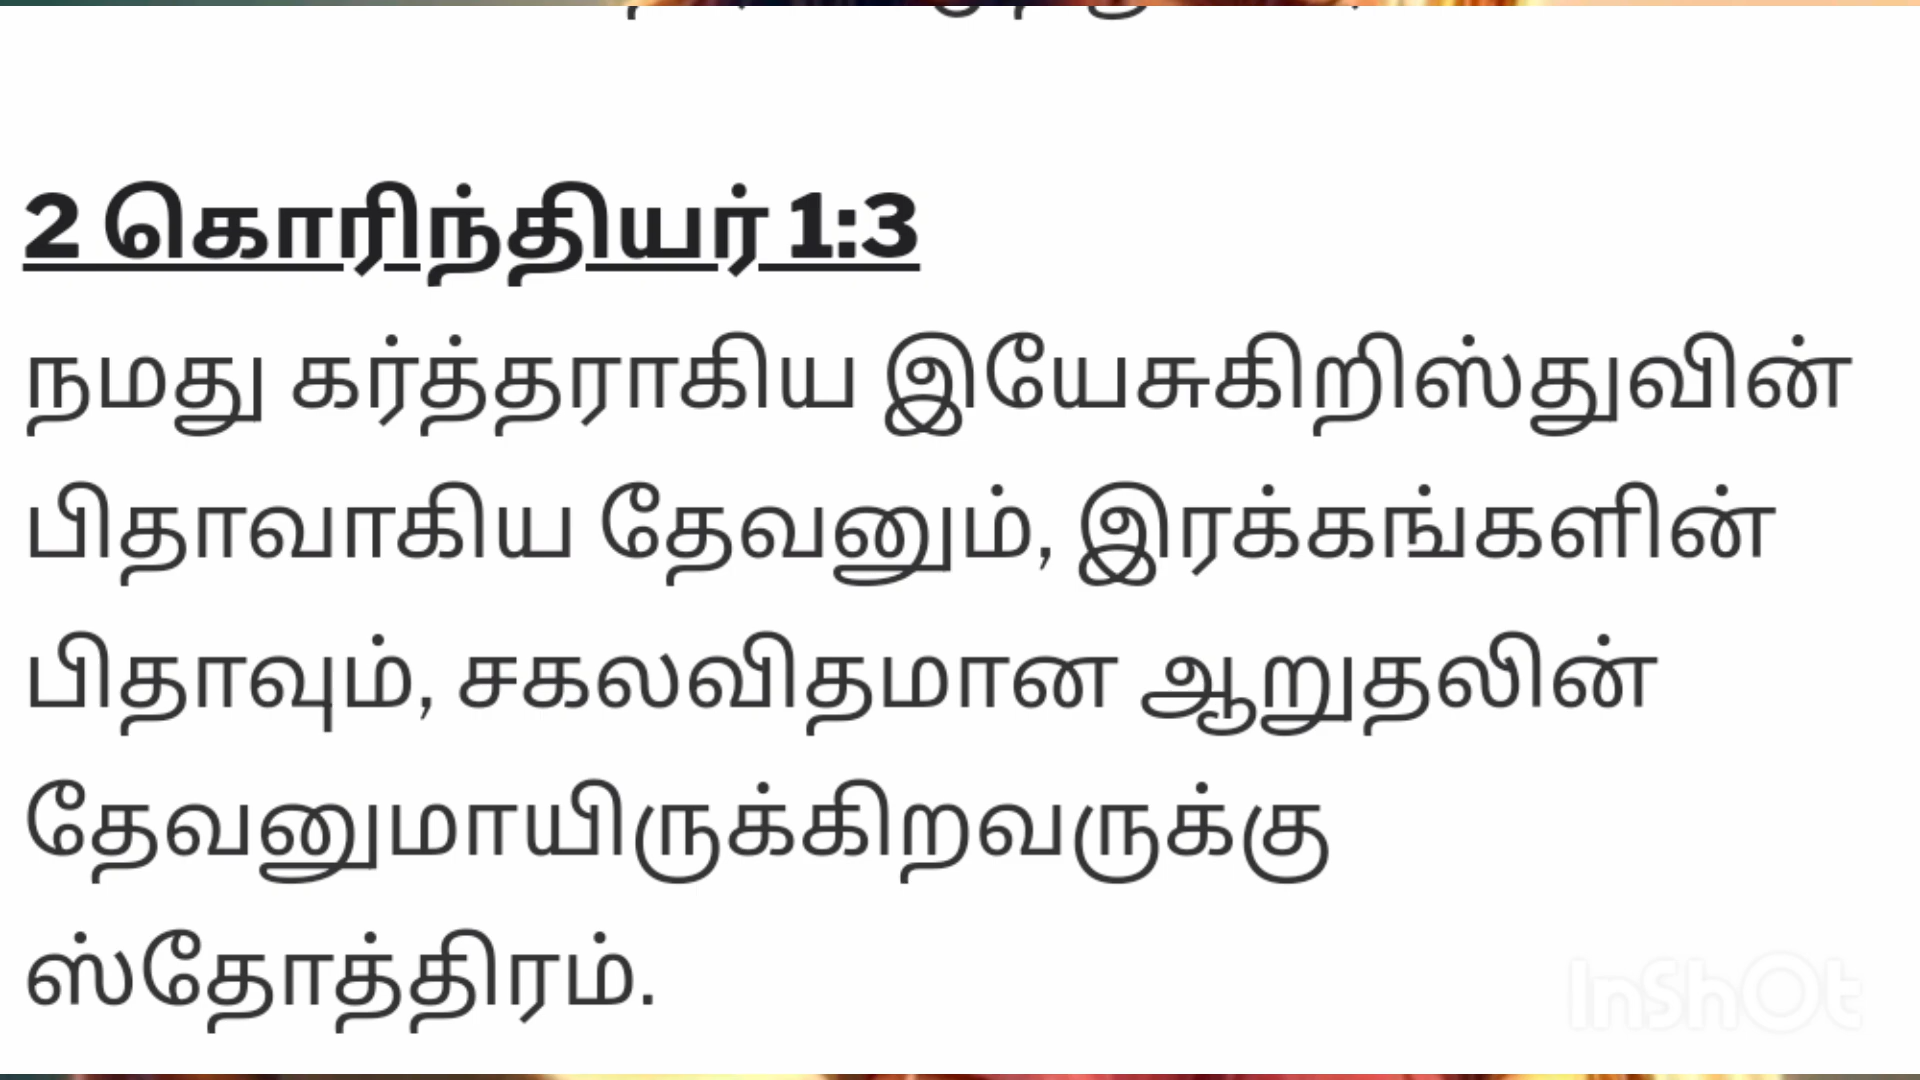 2 கொரிந்தியர் 1:3
நமது கர்த்தராகிய இயேசுகிறிஸ்துவின்
பிதாவாகிய தேவனும், இரக்கங்களின்
பிதாவும், சகலவிதமான ஆறுதலின்
தேவனுமாயிருக்கிறவருக்கு
ஸ்தோத்திரம்.
InShOt